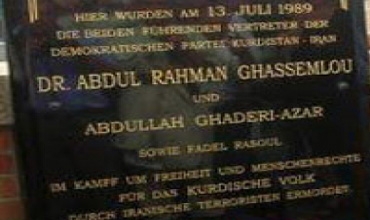 HIER WURDEN AM 13. JULI 1989
DIE BEIDEN FÜHRENDEN VERTRETER DER
DEMOKRATISCHEN PARTEI KURDISTAN - IRAN
DR. ABDUL RAHMAN GHASSEMLOU
UND
ABDULLAH GHADERI-AZAR
SOWIE FADEL RASOUL
IM KAMPF UM FREIHEIT UND MENSCHENRECHTE
FÜR DAS KURDISCHE VOLK
DURCH IRANISCHE TERRORISTEN ERMORDET.